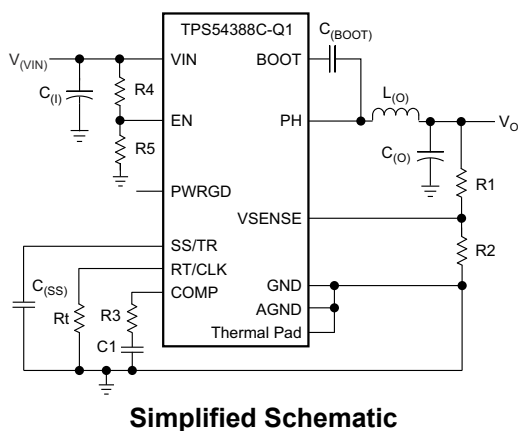 TPS54388C-Q1
V(VIN)
C(I)
R4
R5
VIN
EN
PWRGD
SS/TR
RT/CLK
COMP
BOOT
PH
VSENSE
GND
AGND
Thermal Pad
C(BOOT)
L(O)
VO
C(O)
R1
R2
C(SS)
Rt
R3
C1
Simplified Schematic